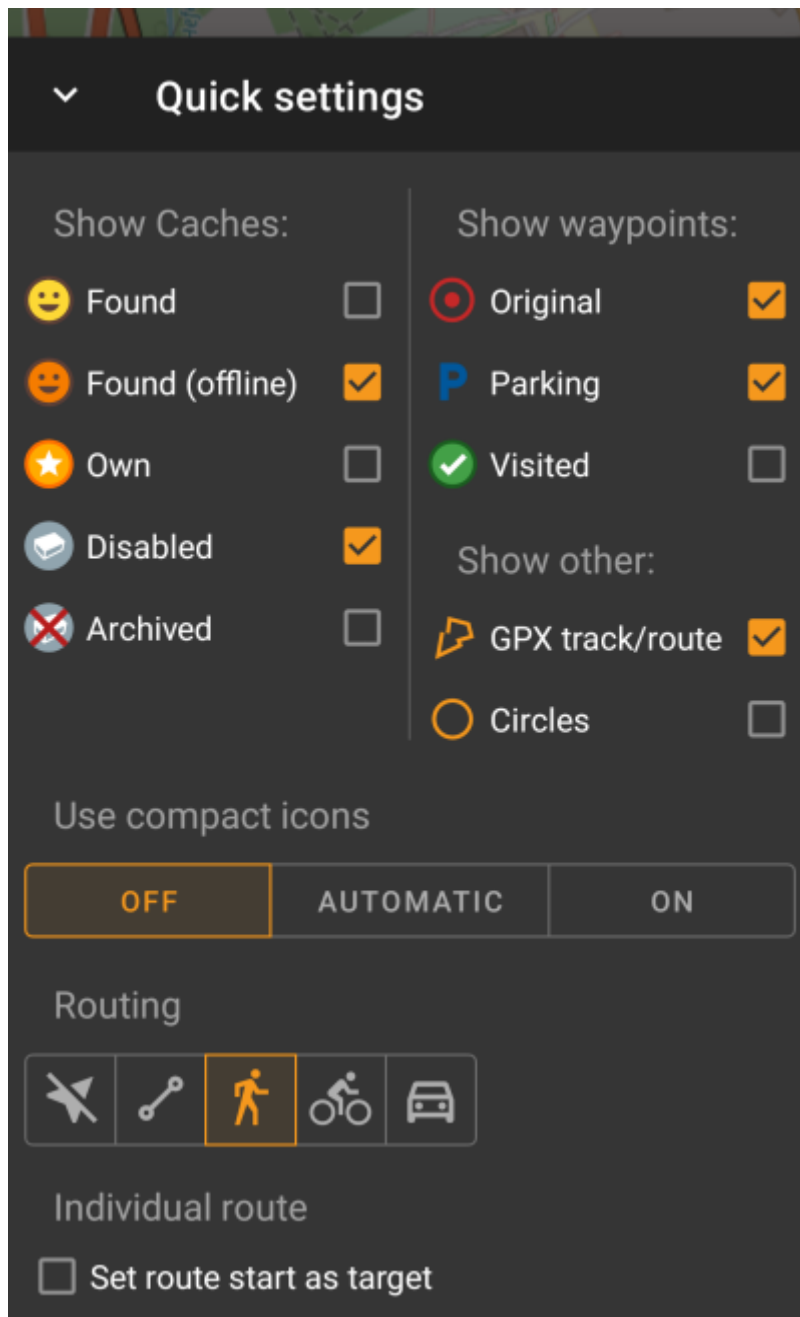 Quick settings
Show Caches:
Found
Found (offline)
Own
Disabled
Archived
Show waypoints:
Original
Parking
Visited
Show other:
GPX track/route
Circles
Use compact icons
OFF AUTOMATIC ON
Routing
Individual route
Set route start as target